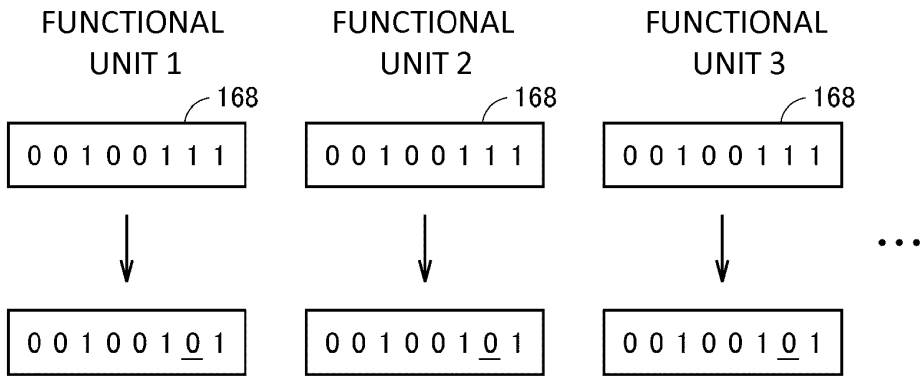 FUNCTIONAL UNIT 1
FUNCTIONAL UNIT 2
FUNCTIONAL UNIT 3
168
168
168
0 0 1 0 0 1 1 1
0 0 1 0 0 1 1 1
0 0 1 0 0 1 1 1
...
0 0 1 0 0 1 0 1
0 0 1 0 0 1 0 1
0 0 1 0 0 1 0 1